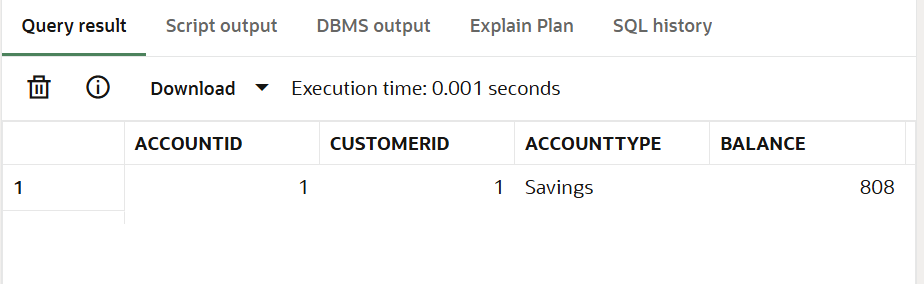 Query result Script output DBMS output Explain Plan SQL history
Download Execution time: 0.001 seconds
ACCOUNTID CUSTOMERID ACCOUNTTYPE BALANCE
1 1 1 Savings 808